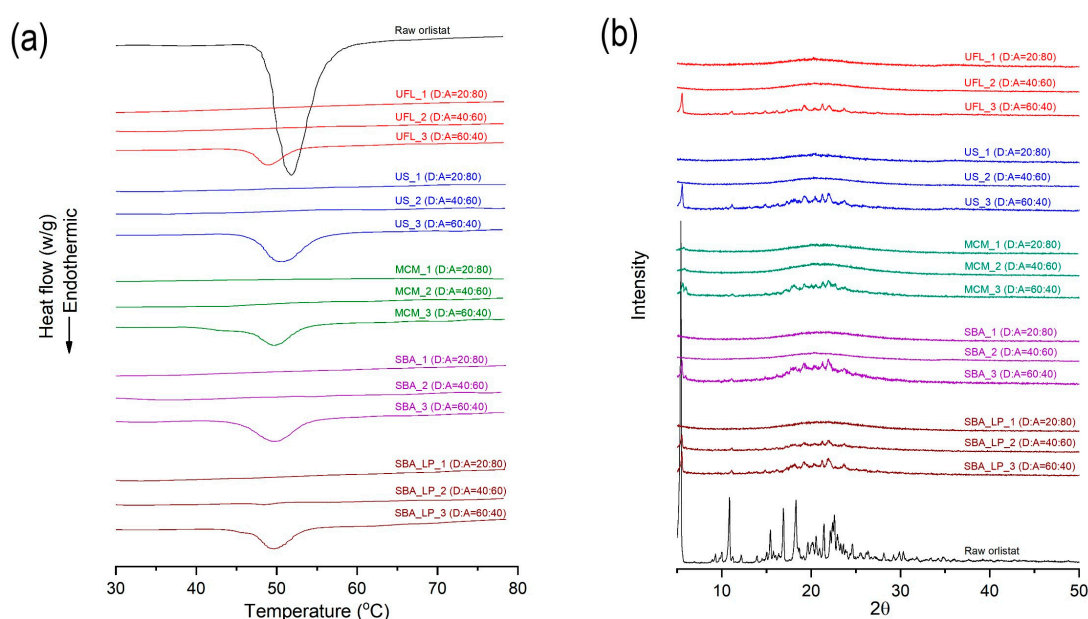 (a)
Raw orlistat
UFL_1 (D:A=20:80)
UFL_2 (D:A=40:60)
UFL_3 (D:A=60:40)
US_1 (D:A=20:80)
US_2 (D:A=40:60)
US_3 (D:A=60:40)
MCM_1 (D:A=20:80)
MCM_2 (D:A=40:60)
MCM_3 (D:A=60:40)
SBA_1 (D:A=20:80)
SBA_2 (D:A=40:60)
SBA_3 (D:A=60:40)
SBA_LP_1 (D:A=20:80)
SBA_LP_2 (D:A=40:60)
SBA_LP_3 (D:A=60:40)
Heat flow (w/g)
Endothermic
30 40 50 60 70 80
Temperature (°C)
(b)
UFL_1 (D:A=20:80)
UFL_2 (D:A=40:60)
UFL_3 (D:A=60:40)
US_1 (D:A=20:80)
US_2 (D:A=40:60)
US_3 (D:A=60:40)
MCM_1 (D:A=20:80)
MCM_2 (D:A=40:60)
MCM_3 (D:A=60:40)
SBA_1 (D:A=20:80)
SBA_2 (D:A=40:60)
SBA_3 (D:A=60:40)
SBA_LP_1 (D:A=20:80)
SBA_LP_2 (D:A=40:60)
SBA_LP_3 (D:A=60:40)
Raw orlistat
Intensity
10 20 30 40 50
2θ